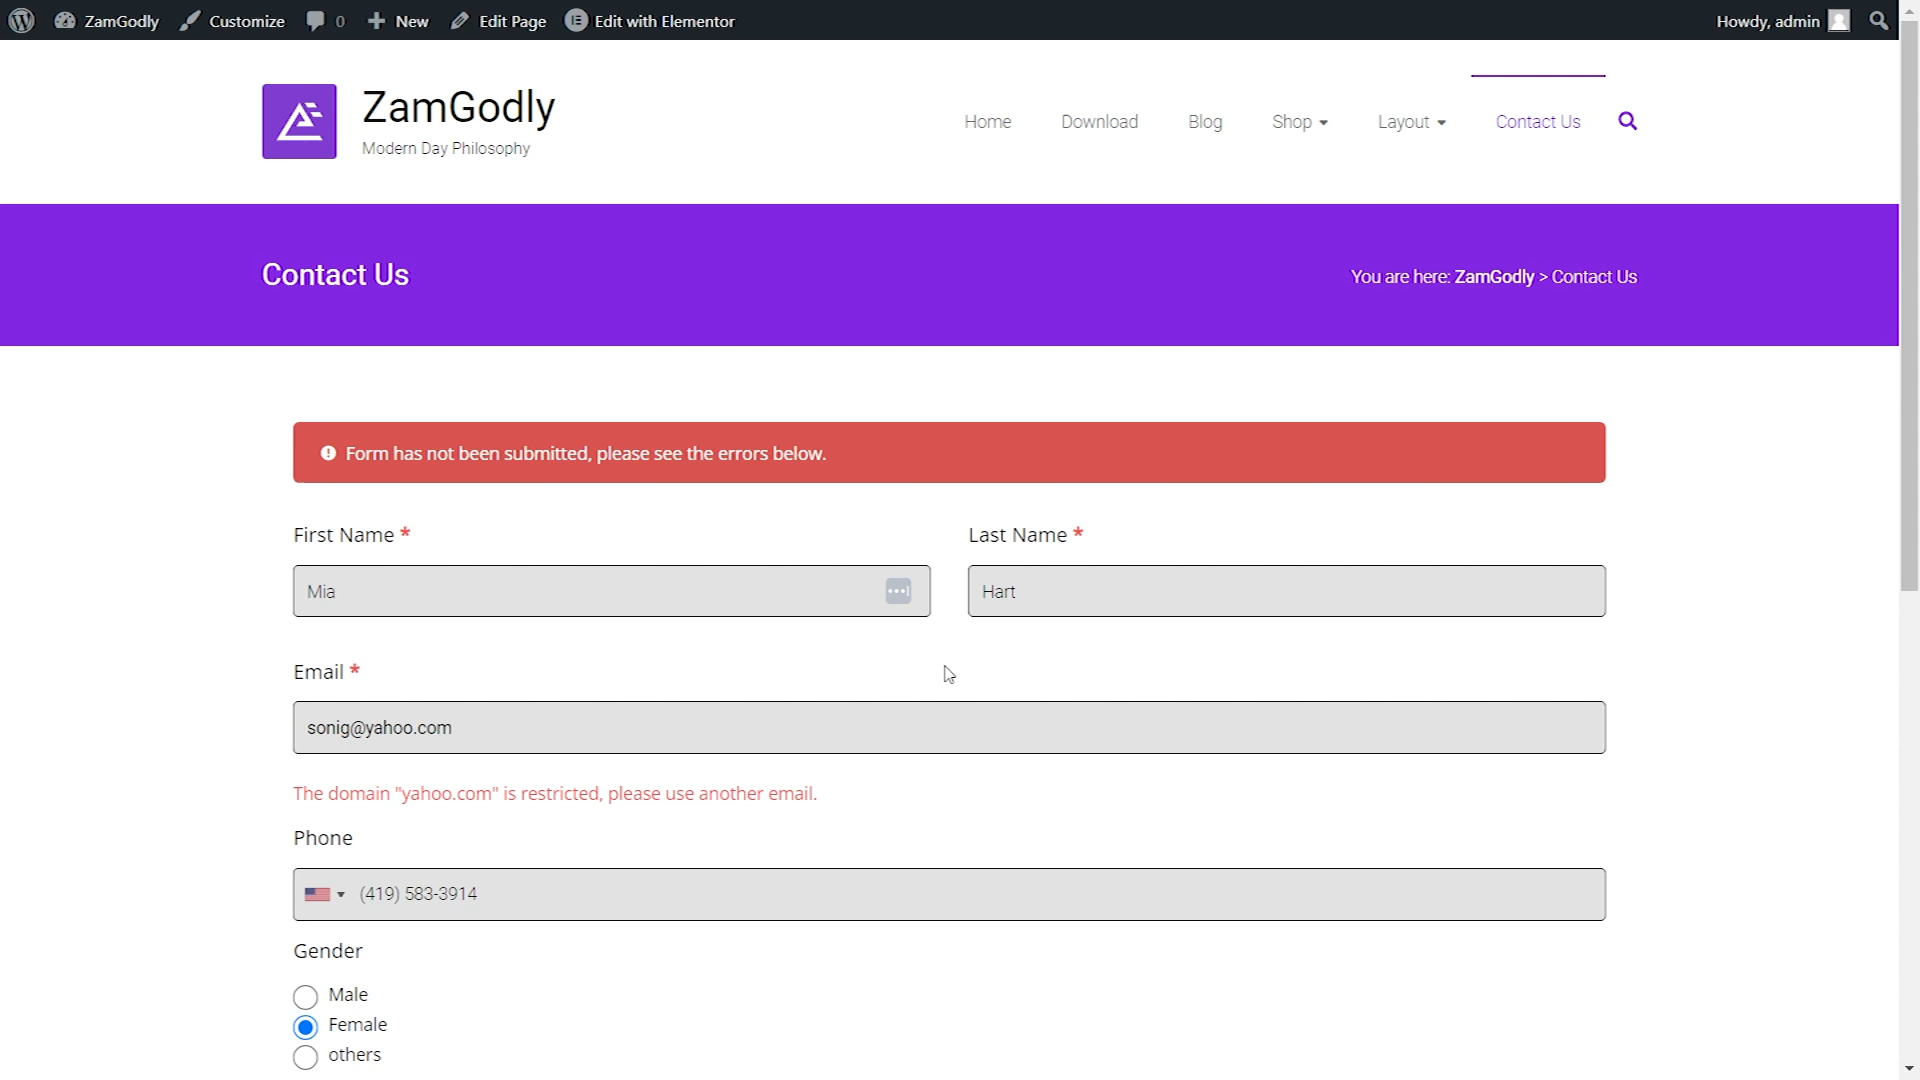 ZamGodly Customize 0 New Edit Page Edit with Elementor Howdy, admin
ZamGodly
Modern Day Philosophy
Home Download Blog Shop Layout Contact Us
Contact Us
You are here: ZamGodly > Contact Us
Form has not been submitted, please see the errors below.
First Name * Last Name *
Mia Hart
Email *
sonig@yahoo.com
The domain "yahoo.com" is restricted, please use another email.
Phone
(419) 583-3914
Gender
Male
Female
others